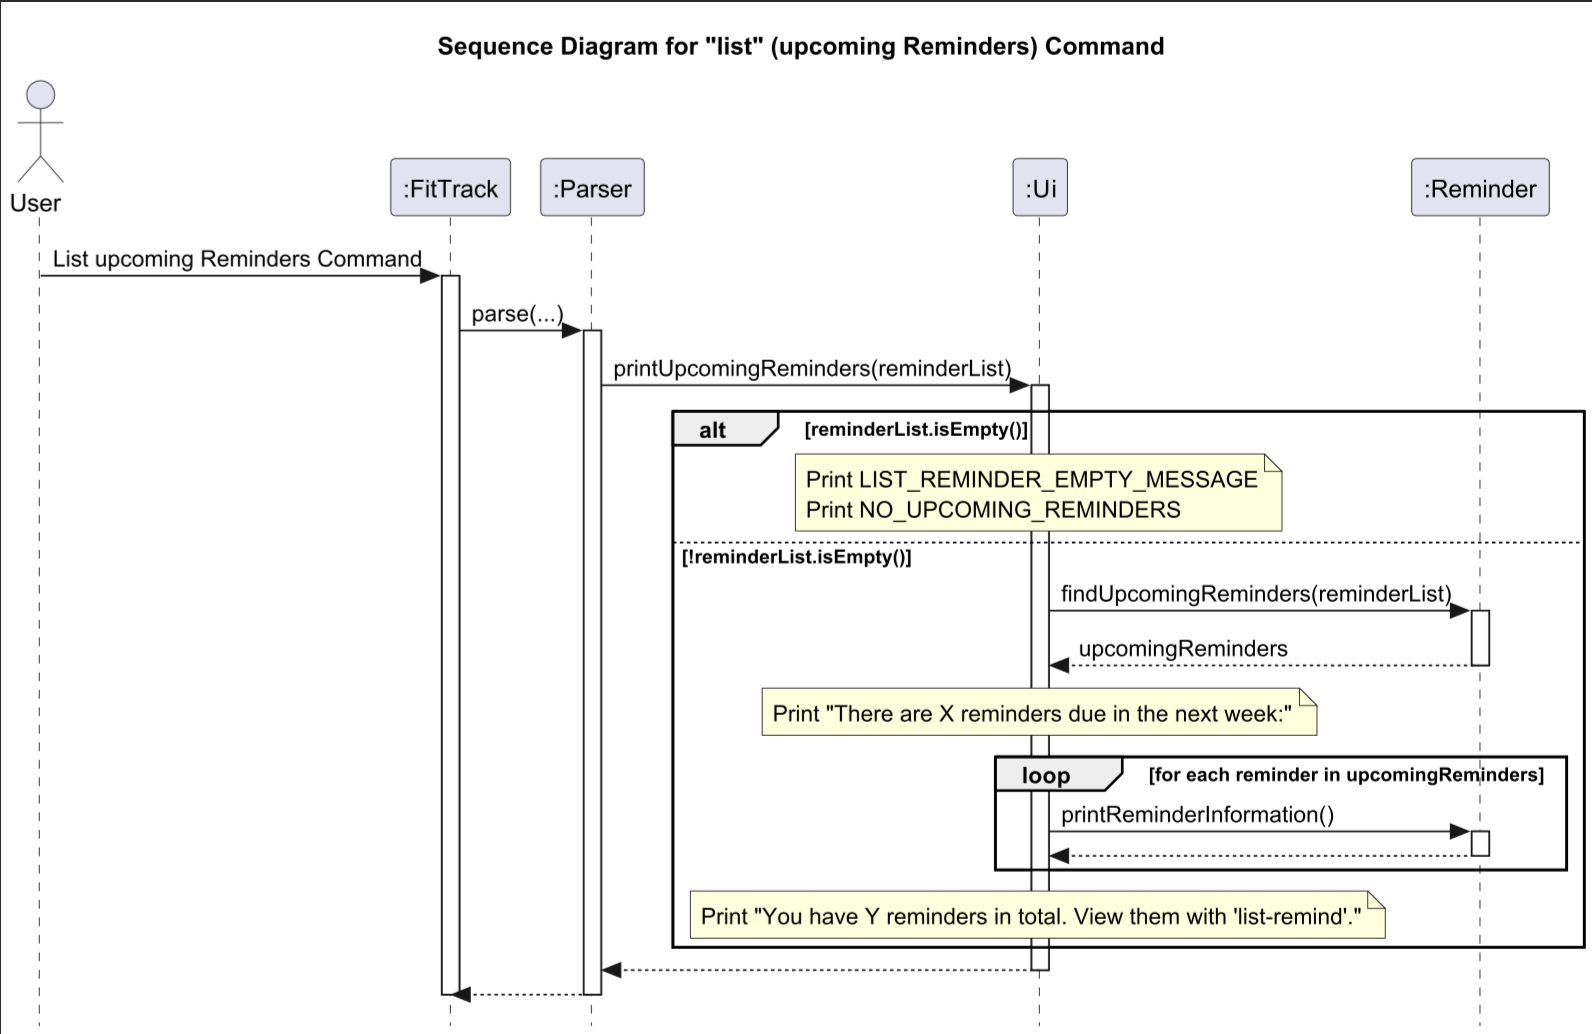 Sequence Diagram for "list" (upcoming Reminders) Command
User
:FitTrack
:Parser
:Ui
:Reminder
List upcoming Reminders Command
parse(...)
printUpcomingReminders(reminderList)
alt
[reminderList.isEmpty()]
Print LIST_REMINDER_EMPTY_MESSAGE
Print NO_UPCOMING_REMINDERS
[!reminderList.isEmpty()]
findUpcomingReminders(reminderList)
upcomingReminders
Print "There are X reminders due in the next week:"
loop
[for each reminder in upcomingReminders]
printReminderInformation()
Print "You have Y reminders in total. View them with 'list-remind'."